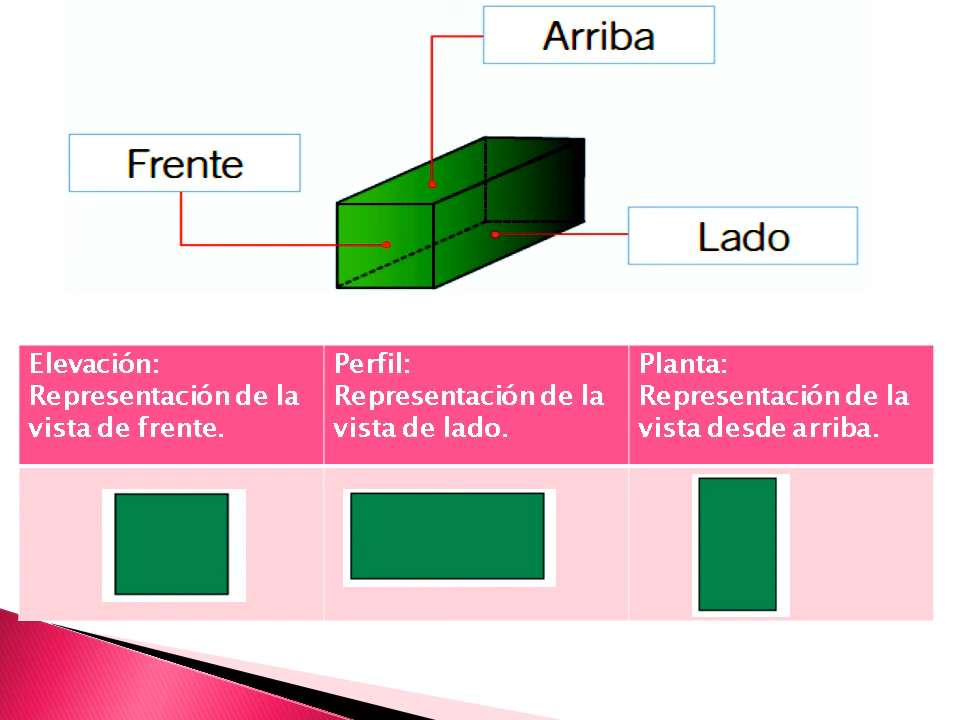 Arriba
Frente
Lado
Elevación:
Representación de la
vista de frente.
Perfil:
Representación de la
vista de lado.
Planta:
Representación de la
vista desde arriba.